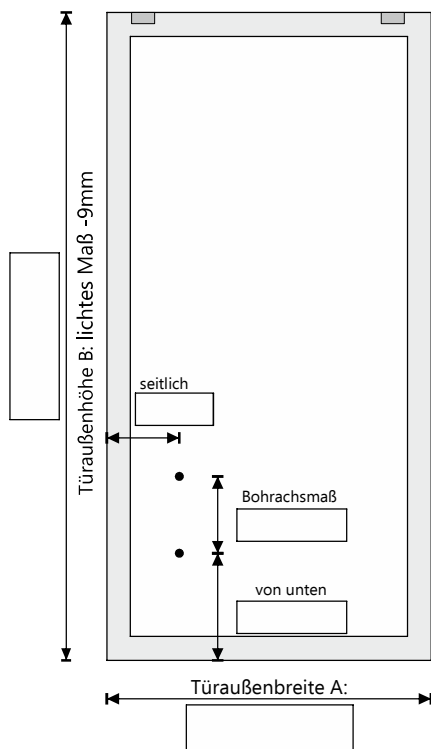 Türaußenhöhe B: lichtes Maß -9mm
seitlich
Bohrachsmaß
von unten
Türaußenbreite A: